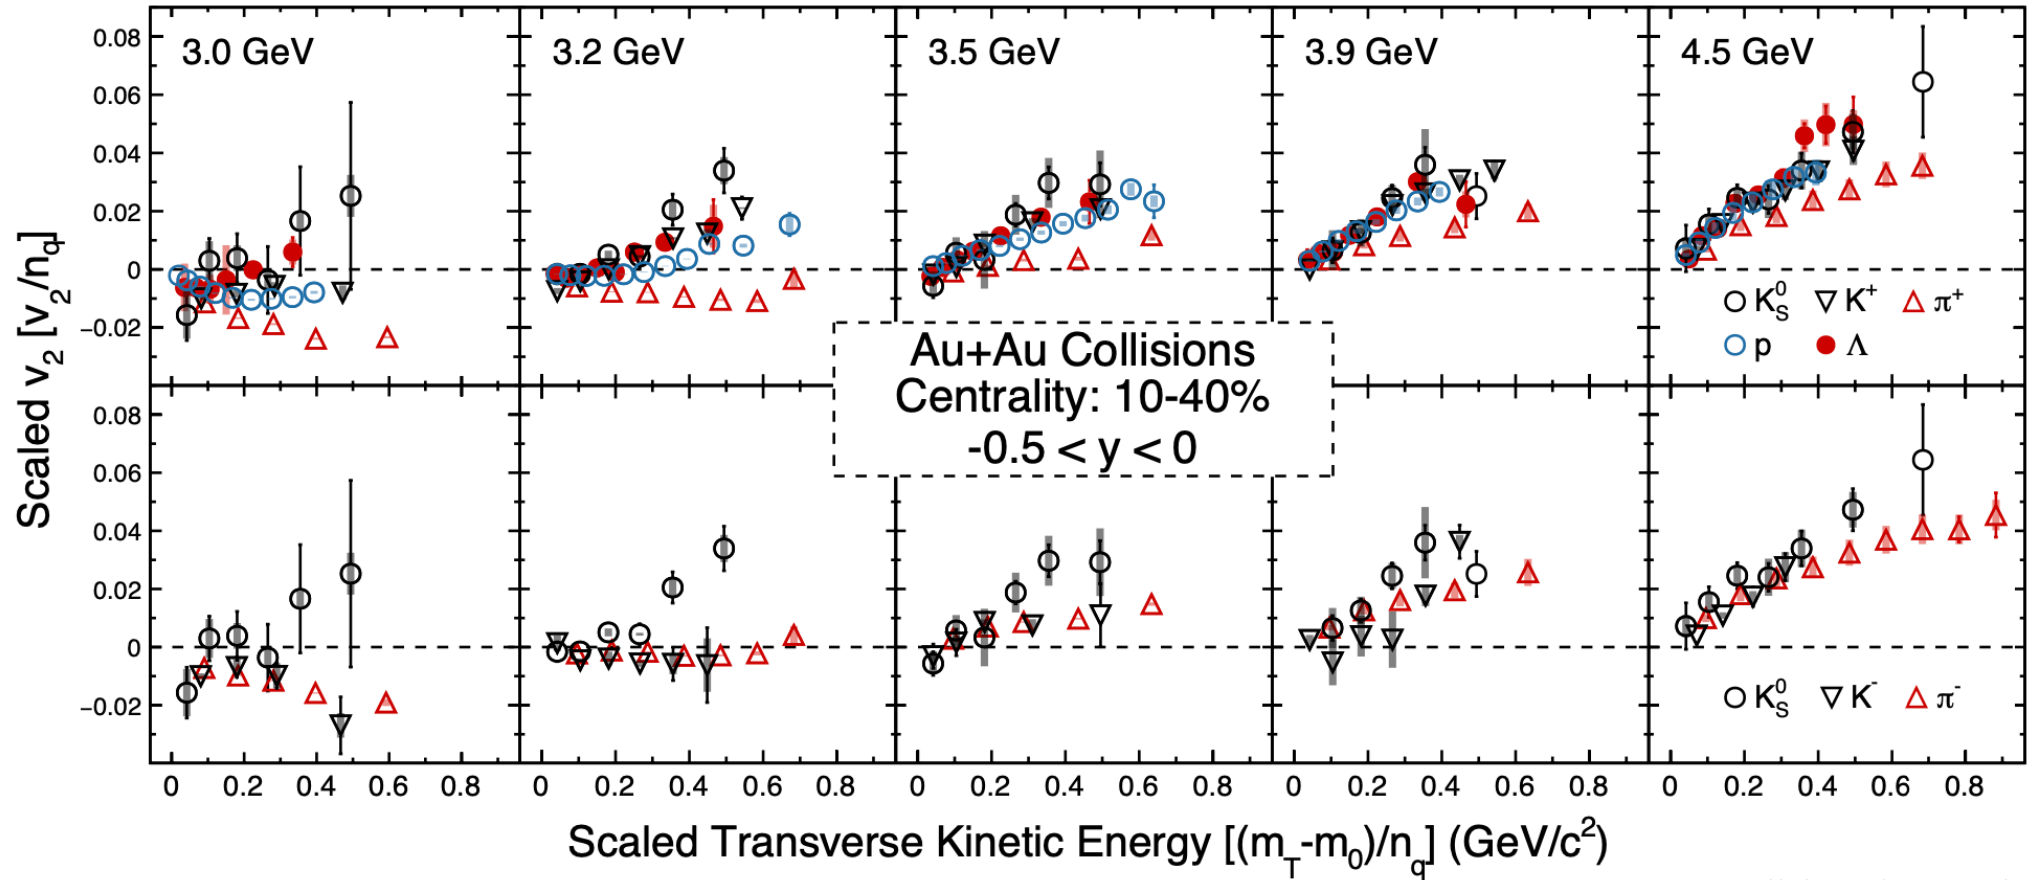 3.0 GeV
3.2 GeV
3.5 GeV
3.9 GeV
4.5 GeV
0.08
0.06
0.04
0.02
0
−0.02
K⁰_S
K⁺
π⁺
p
Λ
Au+Au Collisions
Centrality: 10-40%
-0.5 < y < 0
0.08
0.06
0.04
0.02
0
−0.02
K⁰_S
K⁻
π⁻
0 0.2 0.4 0.6 0.8
0 0.2 0.4 0.6 0.8
0 0.2 0.4 0.6 0.8
0 0.2 0.4 0.6 0.8
0 0.2 0.4 0.6 0.8
Scaled v₂ [v₂/n_q]
Scaled Transverse Kinetic Energy [(m_T-m₀)/n_q] (GeV/c²)